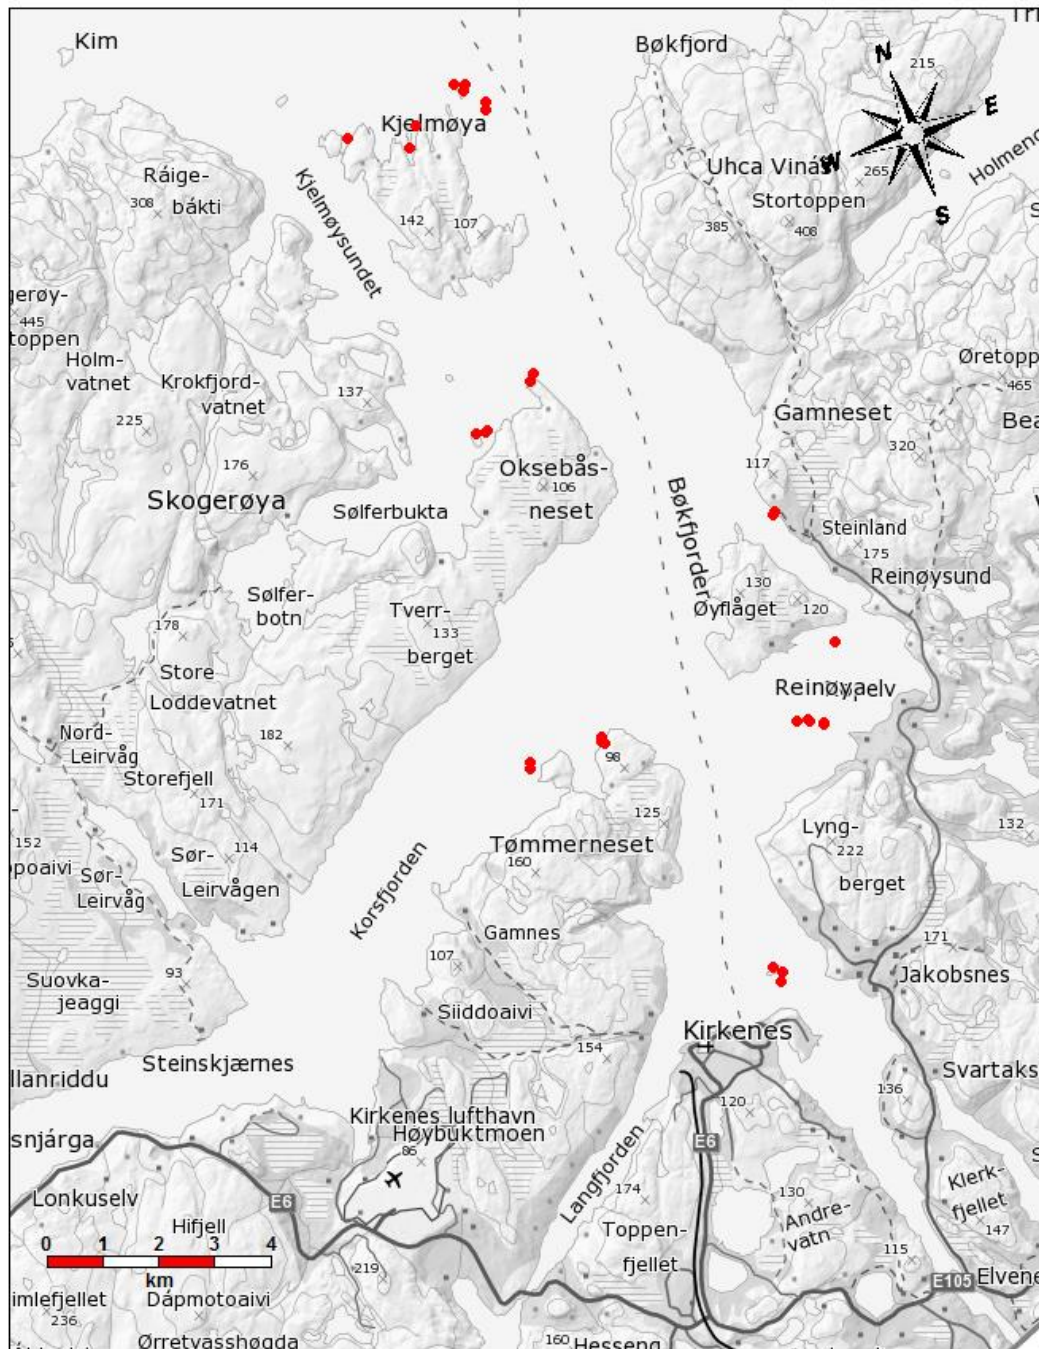 Kim
Bøkfjord
215
N
E
W
S
Kjelmøya
Uhca Vinás
265
Holmeng
Ráige-
bákti
308
Kjelmøysundet
142
107
Stortoppen
385
408
gerøy-
445
toppen
Holm-
vatnet
Krokfjord-
vatnet
137
225
Øretopp
465
Gamneset
Bea
320
176
117
Oksebås-
neset
106
Skogerøya
Sølferbukta
Bøkfjorden
Steinland
175
Reinøysund
130
Øyflåget
120
Sølfer-
botn
Tverr-
berget
133
178
Store
Loddevatnet
Reinøyaelv
Nord-
Leirvåg
182
Storefjell
171
98
125
132
152
Tømmerneset
160
Lyng-
berget
222
Sør-
Leirvågen
114
Sør-
Leirvåg
Korsfjorden
Gamnes
107
171
93
Suovka-
jeaggi
Jakobsnes
Siiddoaivi
Kirkenes
154
Steinskjærnes
llanriddu
Svartaks
136
120
Kirkenes lufthavn
Høybuktmoen
86
snjárga
E6
E6
Langfjorden
Lonkuselv
Hifjell
174
130
Andre-
vatn
Klerk-
fjellet
147
Toppen-
fjellet
115
0 1 2 3 4
km
219
E105
Elvene
imlefjellet
236
Dápmotoaivi
Ørretvasshøgda
160
Hesseng